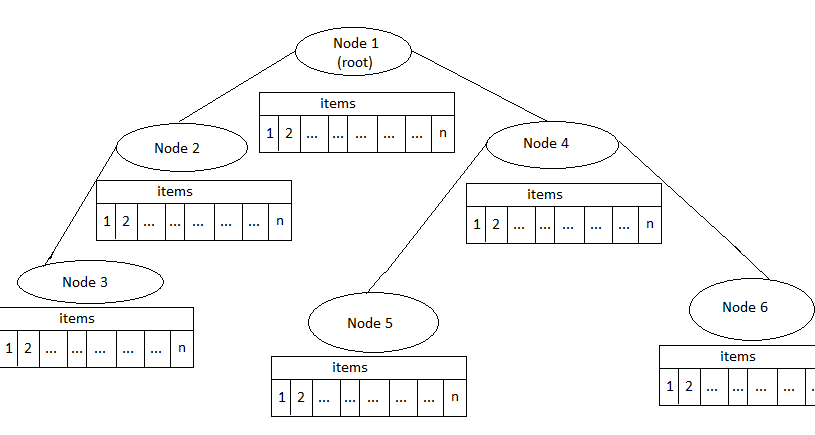 Node 1
(root)
items
1 2 ... ... ... ... ... n
Node 2
items
1 2 ... ... ... ... ... n
Node 4
items
1 2 ... ... ... ... ... n
Node 3
items
1 2 ... ... ... ... ... n
Node 5
items
1 2 ... ... ... ... ... n
Node 6
items
1 2 ... ... ... ... .